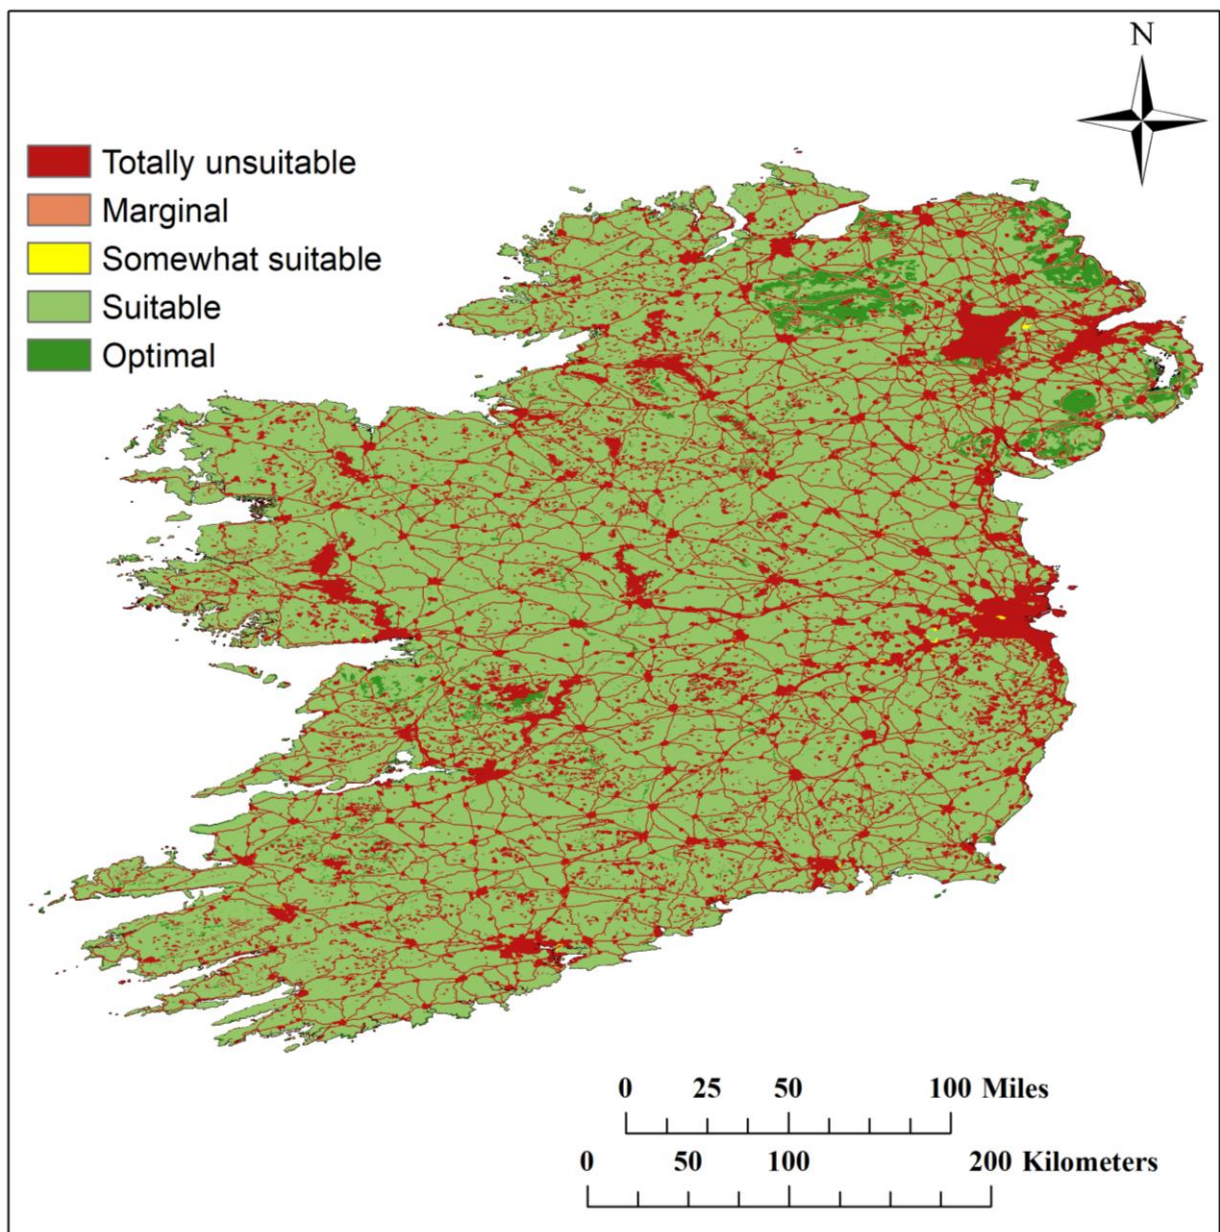 N
Totally unsuitable
Marginal
Somewhat suitable
Suitable
Optimal
0 25 50 100 Miles
0 50 100 200 Kilometers